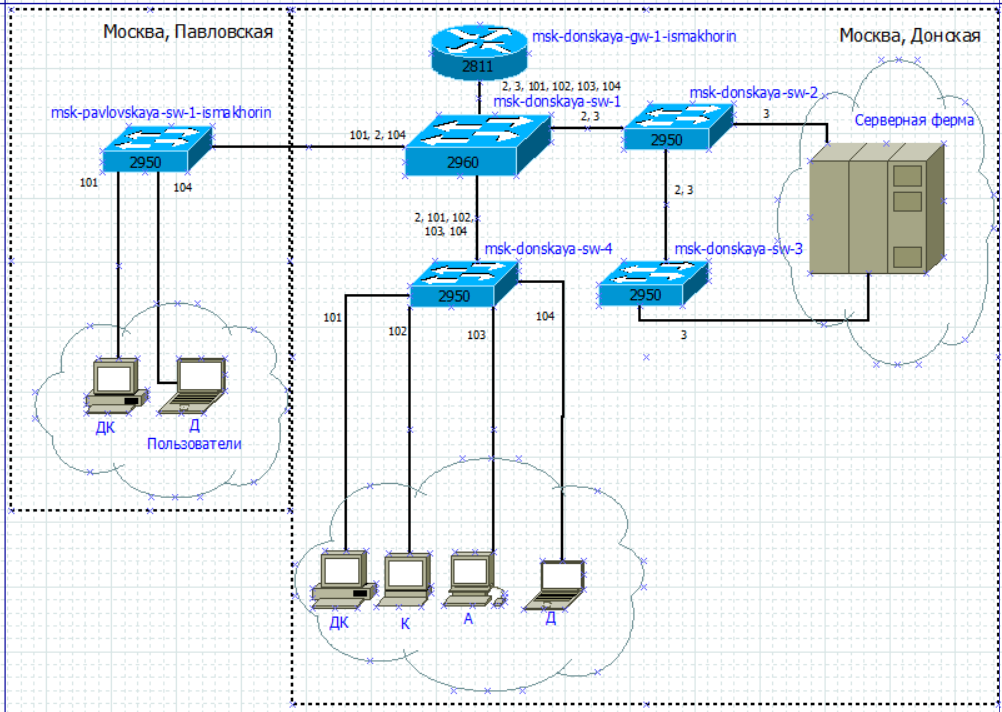 Москва, Павловская
Москва, Донская
msk-donskaya-gw-1-ismakhorin
2811
2, 3, 101, 102, 103, 104
msk-donskaya-sw-1
msk-donskaya-sw-2
msk-pavlovskaya-sw-1-ismakhorin
2, 3
3
Серверная ферма
101, 2, 104
2950
2960
2950
101
104
2, 3
2, 101, 102,
103, 104
msk-donskaya-sw-4
msk-donskaya-sw-3
2950
2950
101
102
103
104
3
ДК
Д
Пользователи
ДК
К
А
Д